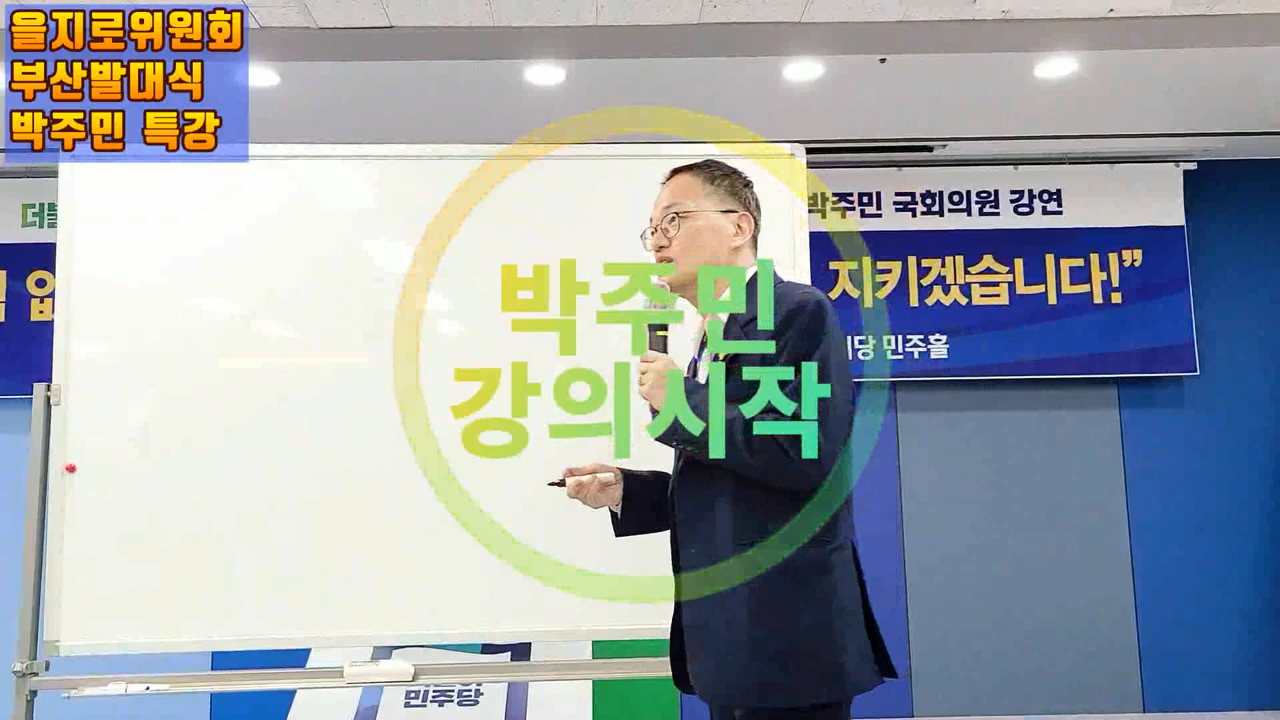 을지로위원회
부산발대식
박주민 특강
박주민 국회의원 강연
지키겠습니다!”
민주홀
박주민
강의시작
민주당